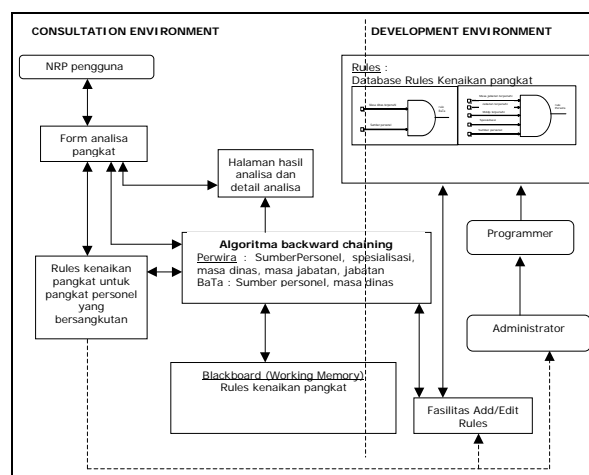 CONSULTATION ENVIRONMENT
DEVELOPMENT ENVIRONMENT
NRP pengguna
Rules :
Database Rules Kenaikan pangkat
Form analisa
pangkat
Halaman hasil
analisa dan
detail analisa
Algoritma backward chaining
Perwira : SumberPersonel, spesialisasi,
masa dinas, masa jabatan, jabatan
BaTa : Sumber personel, masa dinas
Programmer
Rules kenaikan
pangkat untuk
pangkat personel
yang
bersangkutan
Administrator
Blackboard (Working Memory)
Rules kenaikan pangkat
Fasilitas Add/Edit
Rules